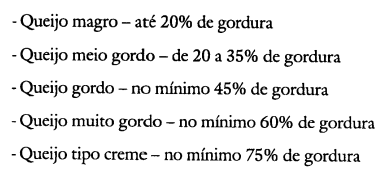 - Queijo magro – até 20% de gordura
- Queijo meio gordo – de 20 a 35% de gordura
- Queijo gordo – no mínimo 45% de gordura
- Queijo muito gordo – no mínimo 60% de gordura
- Queijo tipo creme – no mínimo 75% de gordura